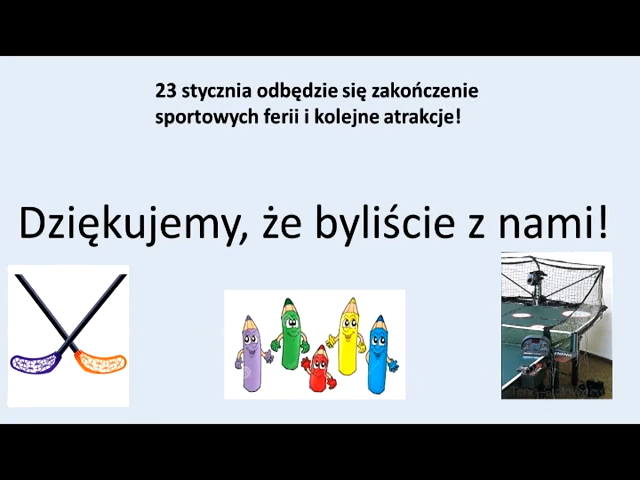 23 stycznia odbędzie się zakończenie
sportowych ferii i kolejne atrakcje!
Dziękujemy, że byliście z nami!